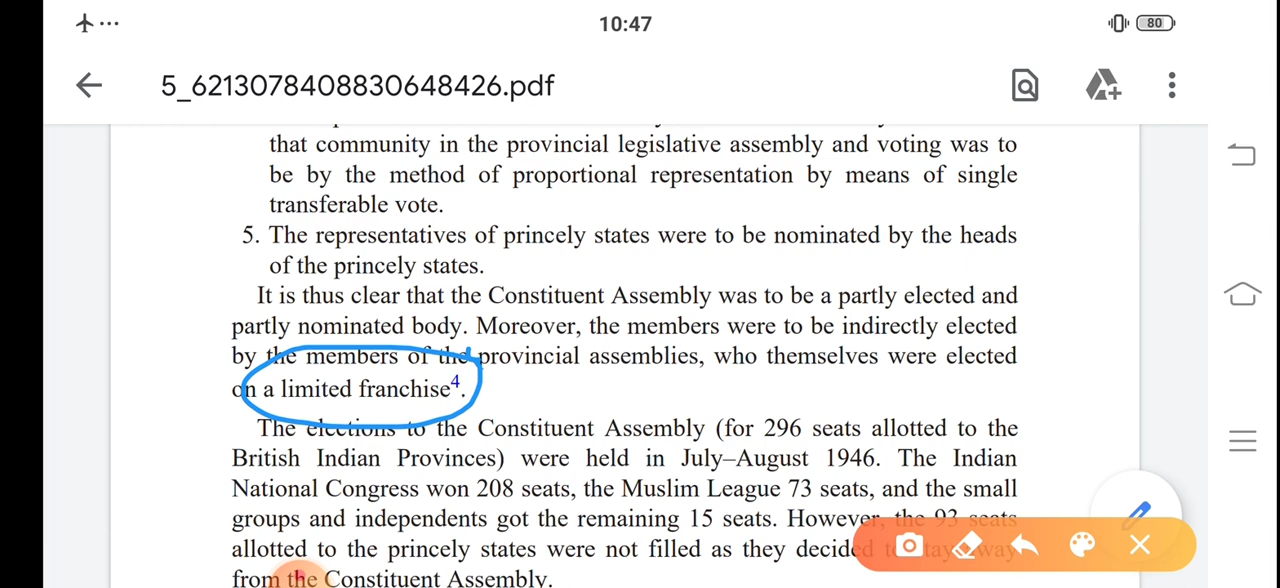 10:47
80
5_6213078408830648426.pdf
that community in the provincial legislative assembly and voting was to
be by the method of proportional representation by means of single
transferable vote.
5. The representatives of princely states were to be nominated by the heads
of the princely states.
It is thus clear that the Constituent Assembly was to be a partly elected and
partly nominated body. Moreover, the members were to be indirectly elected
by the members of the provincial assemblies, who themselves were elected
on a limited franchise4.
The elections to the Constituent Assembly (for 296 seats allotted to the
British Indian Provinces) were held in July–August 1946. The Indian
National Congress won 208 seats, the Muslim League 73 seats, and the small
groups and independents got the remaining 15 seats. However, the 93 seats
allotted to the princely states were not filled as they decided to stay away
from the Constituent Assembly.